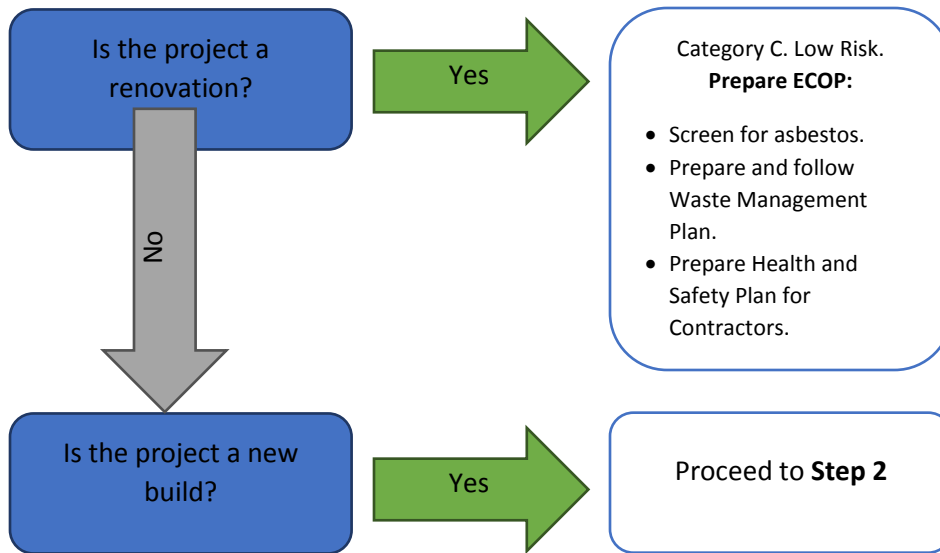 Is the project a
renovation?
Yes
Category C. Low Risk.
Prepare ECOP:
• Screen for asbestos.
• Prepare and follow
Waste Management
Plan.
• Prepare Health and
Safety Plan for
Contractors.
No
Is the project a new
build?
Yes
Proceed to Step 2